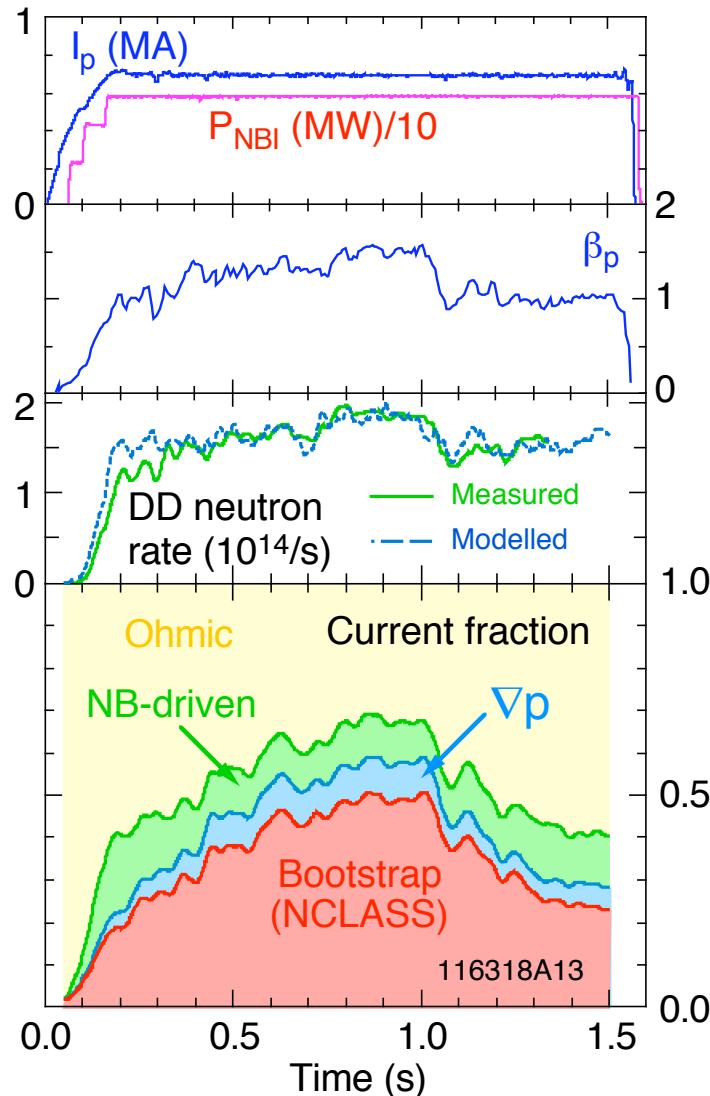 1
I_p (MA)
P_NBI (MW)/10
0
2
β_p
1
0
2
1
Measured
DD neutron
rate (10^14/s)
Modelled
0
1.0
Ohmic
Current fraction
NB-driven
∇p
0.5
Bootstrap
(NCLASS)
116318A13
0.0
0.0 0.5 1.0 1.5
Time (s)